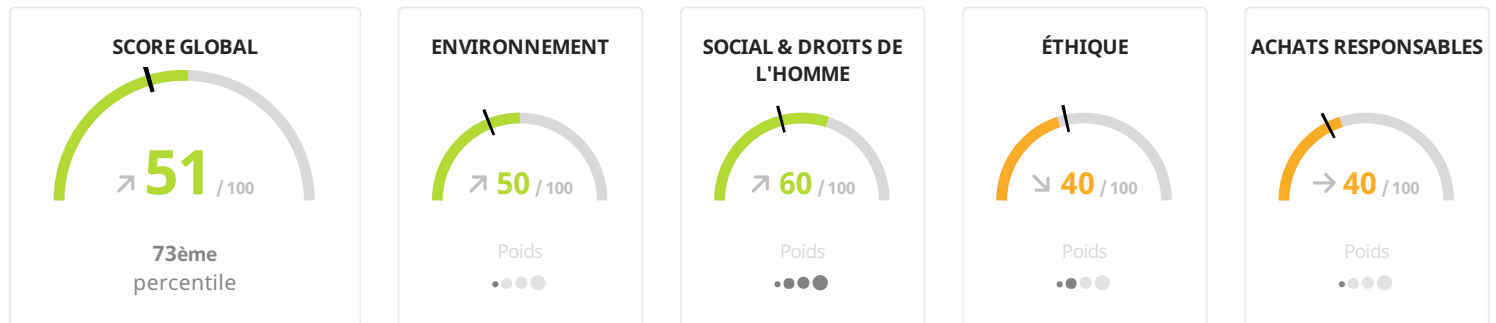 SCORE GLOBAL
51 / 100
73ème
percentile
ENVIRONNEMENT
50 / 100
Poids
SOCIAL & DROITS DE
L'HOMME
60 / 100
Poids
ÉTHIQUE
40 / 100
Poids
ACHATS RESPONSABLES
40 / 100
Poids